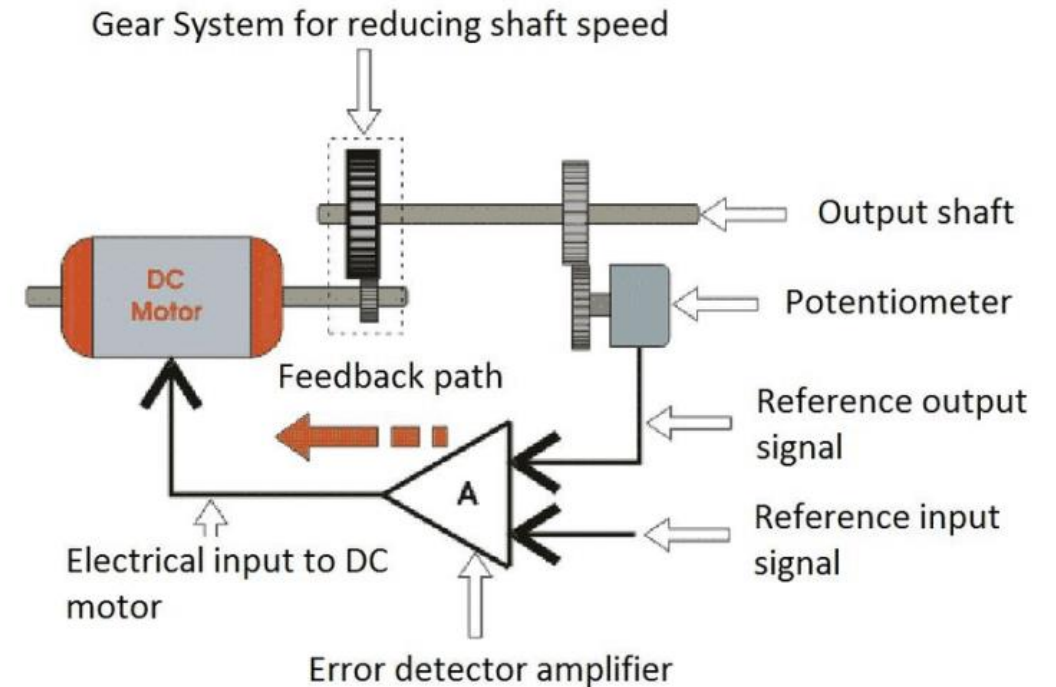 Gear System for reducing shaft speed
Output shaft
DC
Motor
Potentiometer
Feedback path
Reference output
signal
A
Reference input
signal
Electrical input to DC
motor
Error detector amplifier